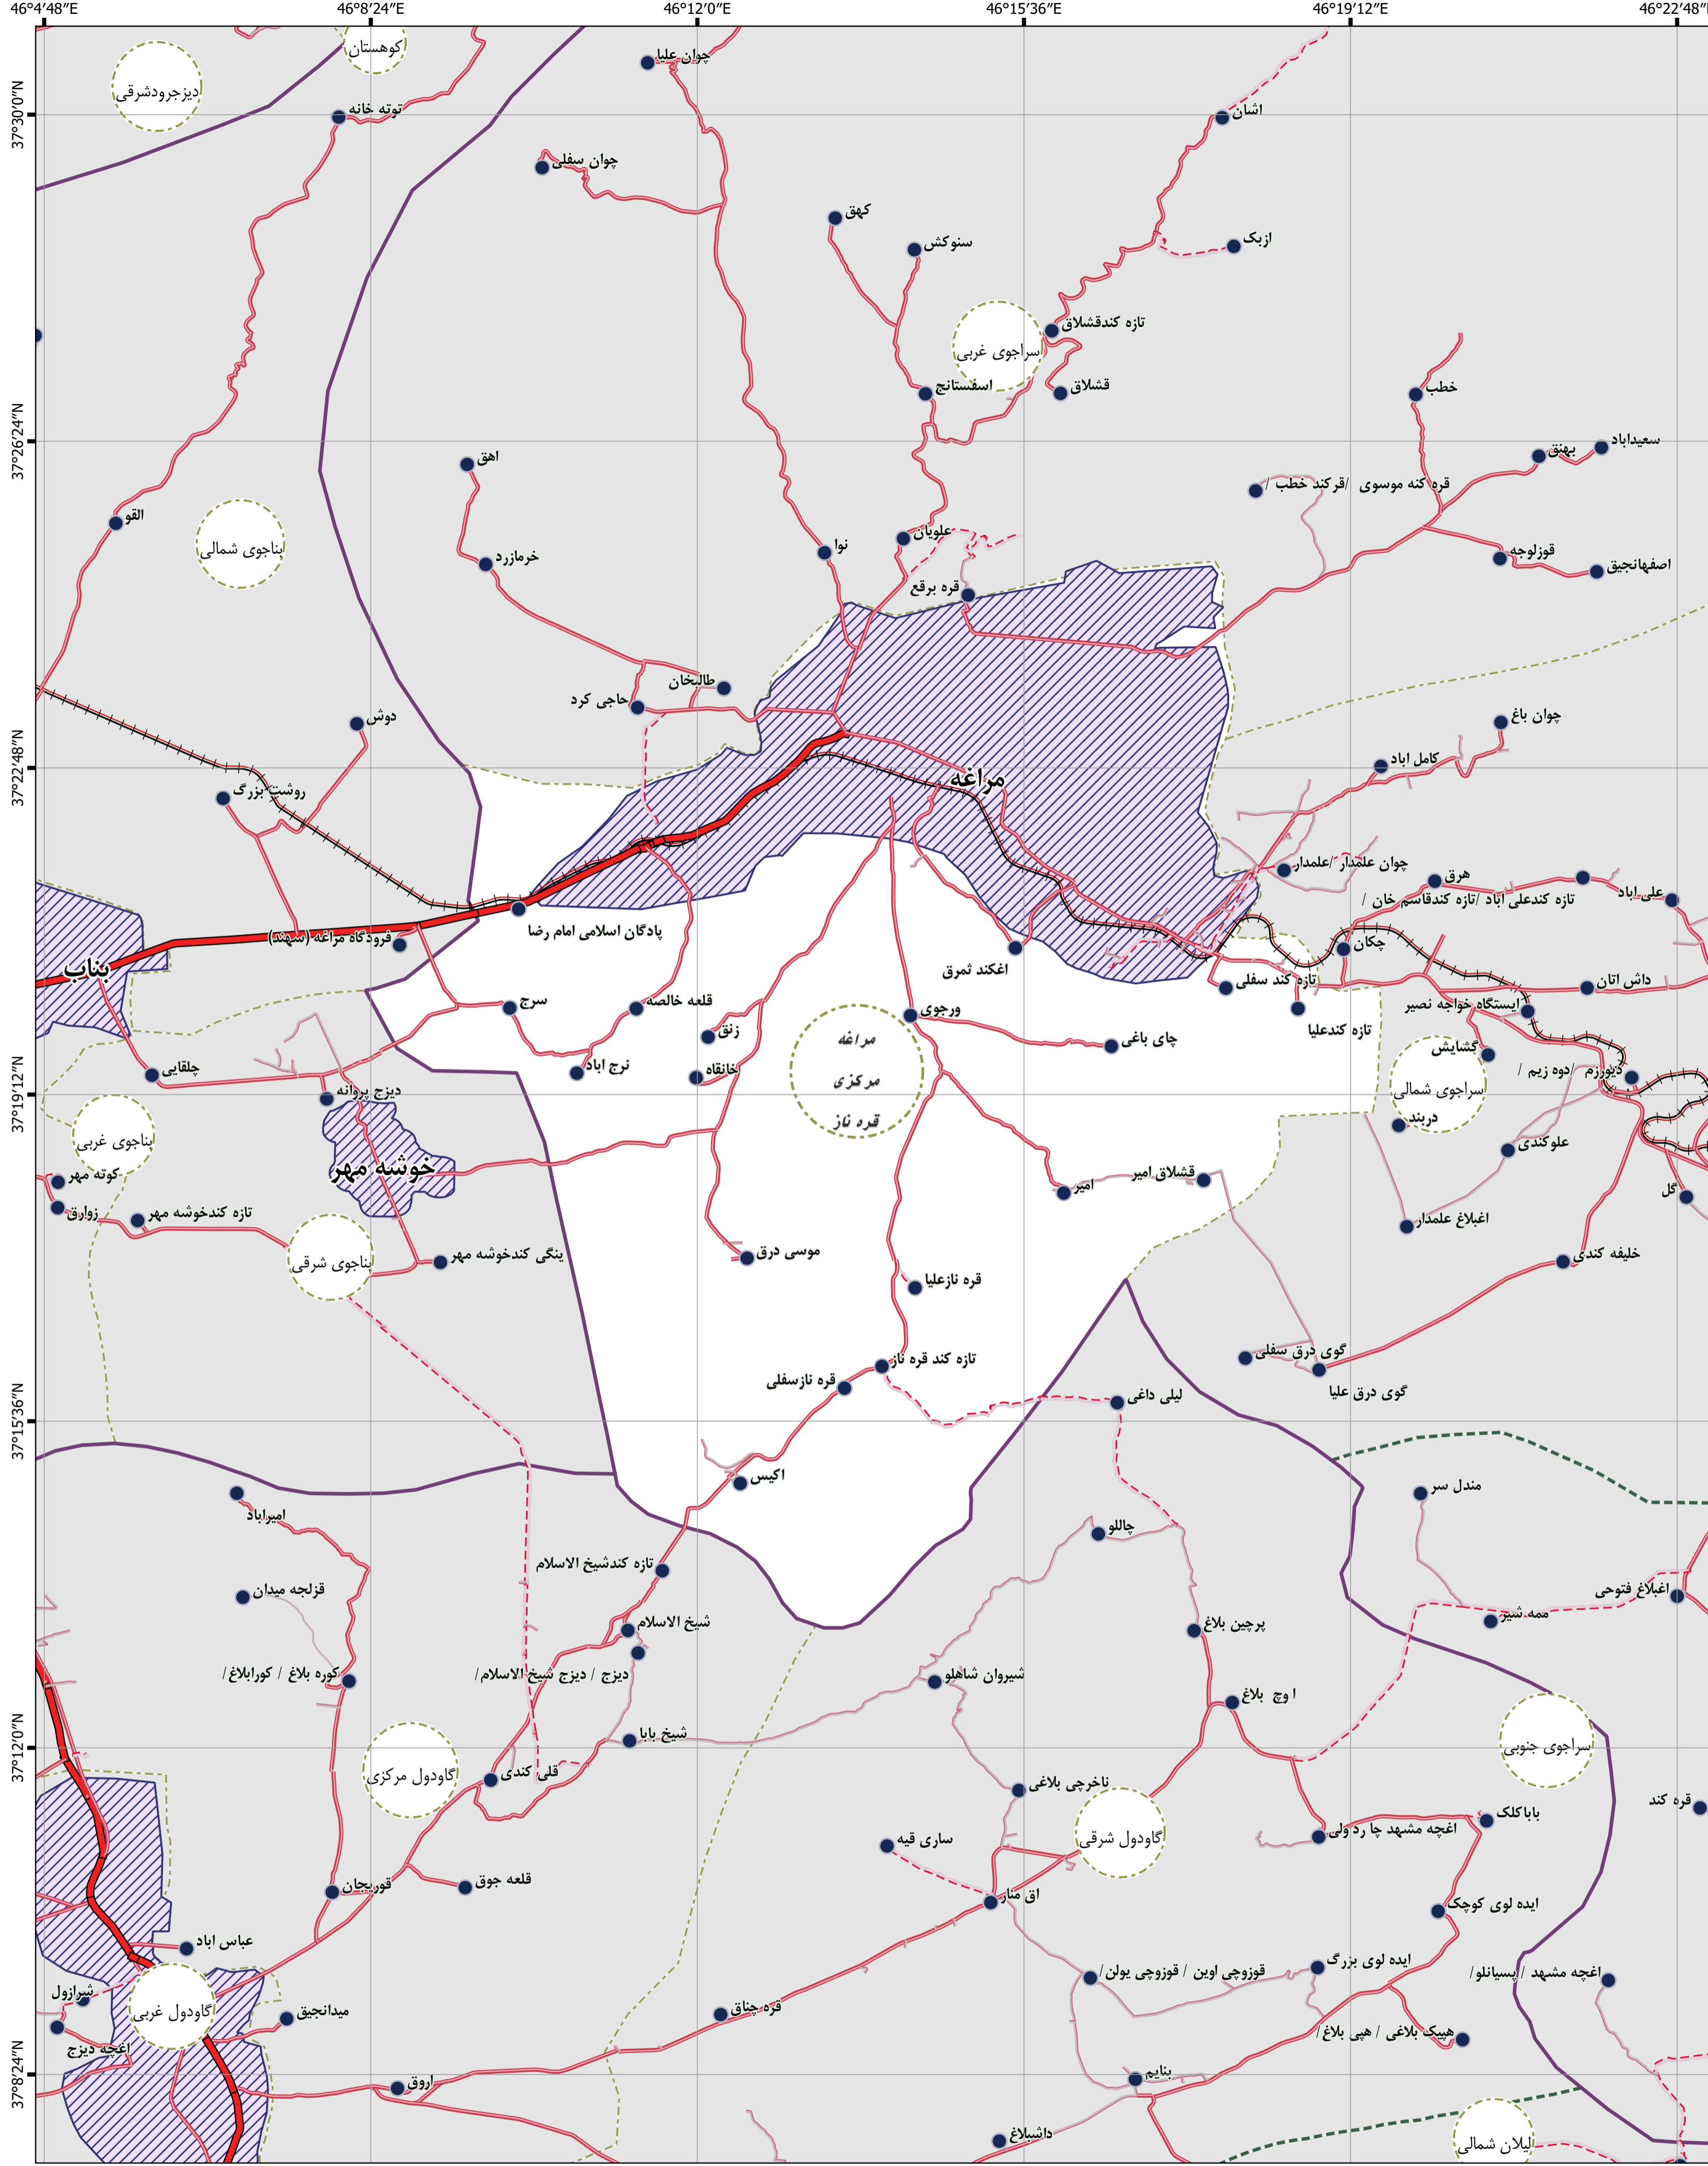 46°4'48"E
46°8'24"E
46°12'0"E
46°15'36"E
46°19'12"E
46°22'48"
37°30'0"N
37°26'24"N
37°22'48"N
37°19'12"N
37°15'36"N
37°12'0"N
37°8'24"N
کوهستان
دیزجرودشرقی
توته خانه
چوان علیا
اشان
چوان سفلی
کهق
سنوکش
ازبک
تازه کندقشلاق
سراجوی غربی
اسفستانج
قشلاق
خطب
سعیداباد
بهنق
اهق
قره کنه موسوی /قرکند خطب /
القو
پناجوی شمالی
خرمازرد
نوا
علویان
قوزلوجه
اصفهانجیق
قره برقع
طالبخان
حاجی کرد
دوش
چوان باغ
کامل اباد
روشت بزرگ
مراغه
چوان علمدار /علمدار
هرق
علی اباد
تازه کندعلی اباد /تازه کندقاسم خان /
پادگان اسلامی امام رضا
فرودگاه مراغه (سهند)
چکان
بناب
اغکند ثمرق
تازه کند سفلی
داش اتان
سرج
قلعه خالصه
ورجوی
ایستگاه خواجه نصیر
زنق
تازه کندعلیا
مراغه
چای باغی
گشایش
چلقایی
نرج اباد
خانقاه
مرکزی
دیورزم /دوه زیم /
دیزج پروانه
سراجوی شمالی
قره ناز
دربند
پناجوی غربی
علوکندی
خوشه مهر
کوته مهر
قشلاق امیر
امیر
گل
زوارق
تازه کندخوشه مهر
اغبلاغ علمدار
ینگی کندخوشه مهر
موسی درق
خلیفه کندی
پناجوی شرقی
قره نازعلیا
گوی درق سفلی
تازه کند قره ناز
قره نازسفلی
گوی درق علیا
لیلی داغی
اکیس
مندل سر
امیراباد
چاللو
تازه کندشیخ الاسلام
قزلجه میدان
اغبلاغ فتوحی
شیخ الاسلام
ممه شیر
پرچین بلاغ
کوره بلاغ / کورابلاغ/
دیزج / دیزج شیخ الاسلام/
شیروان شاهلو
اوچ بلاغ
شیخ بابا
سراجوی جنوبی
گاودول مرکزی
قلی کندی
ناخرچی بلاغی
قره کند
باباکلک
گاودول شرقی
اغچه مشهد چا رد ولی
ساری قیه
قلعه جوق
قوریجان
اق منار
ایده لوی کوچک
عباس اباد
ایده لوی بزرگ
قوزوچی اوین / قوزوچی یولن/
اغچه مشهد / پسیانلو/
شیرازول
گاودول غربی
میدانجیق
قره چناق
هپیک بلاغی / هپی بلاغ/
اغچه دیزج
اروق
بنایم
داشبلاغ
لیلان شمالی